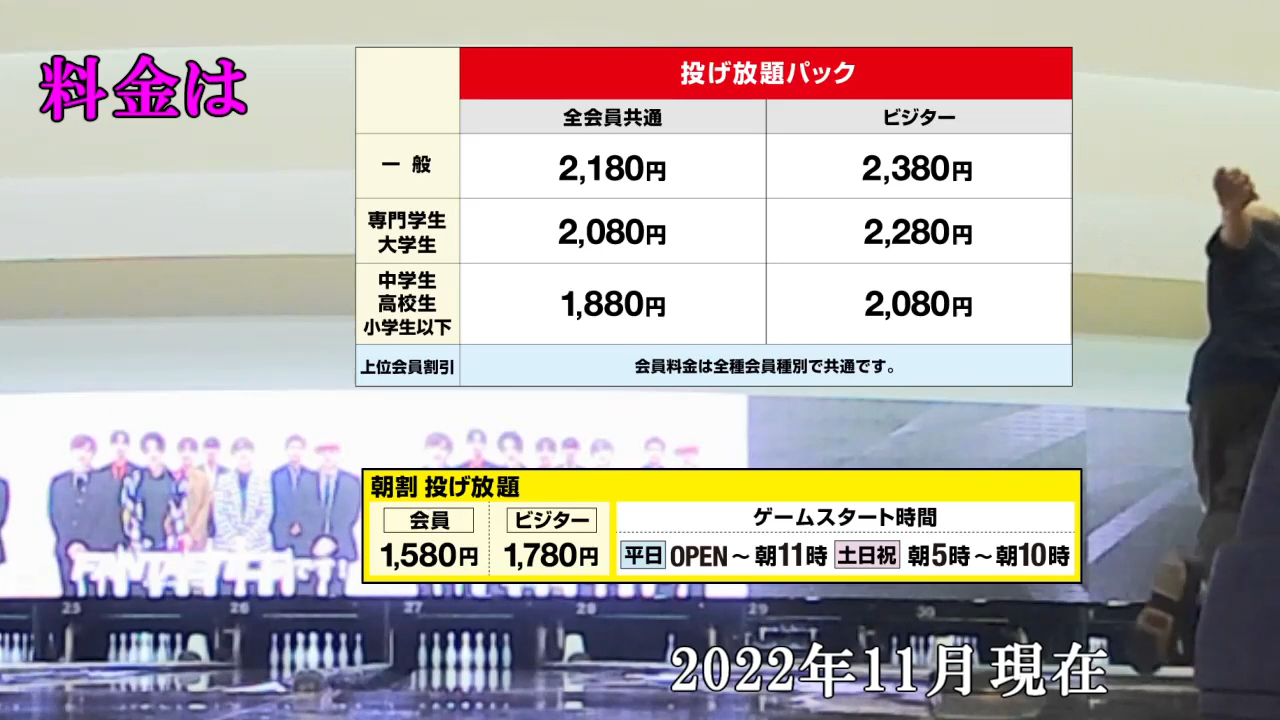 料金は
投げ放題パック
全会員共通 ビジター
一般 2,180円 2,380円
専門学生
大学生 2,080円 2,280円
中学生
高校生 1,880円 2,080円
小学生以下
上位会員割引 会員料金は全種会員種別で共通です。
朝割 投げ放題
会員 ビジター ゲームスタート時間
1,580円 1,780円 平日 OPEN～朝11時 土日祝 朝5時～朝10時
25 26 27 28 29 30
2022年11月現在